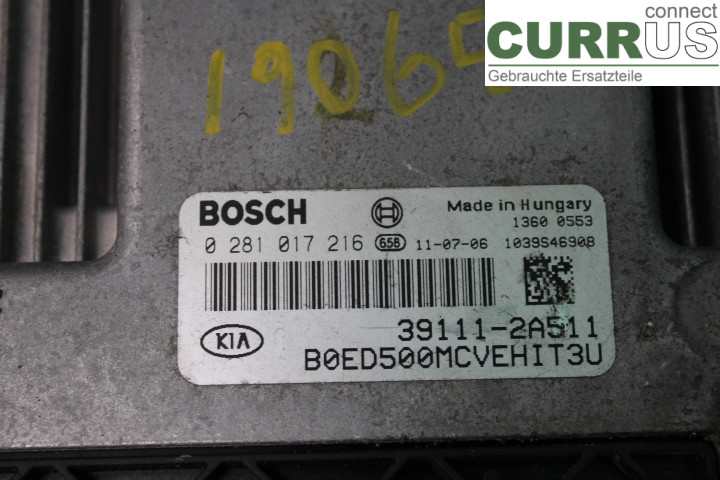 connect
CURRUS
Gebrauchte Ersatzteile
BOSCH
Made in Hungary
1360 0553
0 281 017 216 658 11-07-06 1039S46908
39111-2A511
KIA
B0ED500MCVEHIT3U